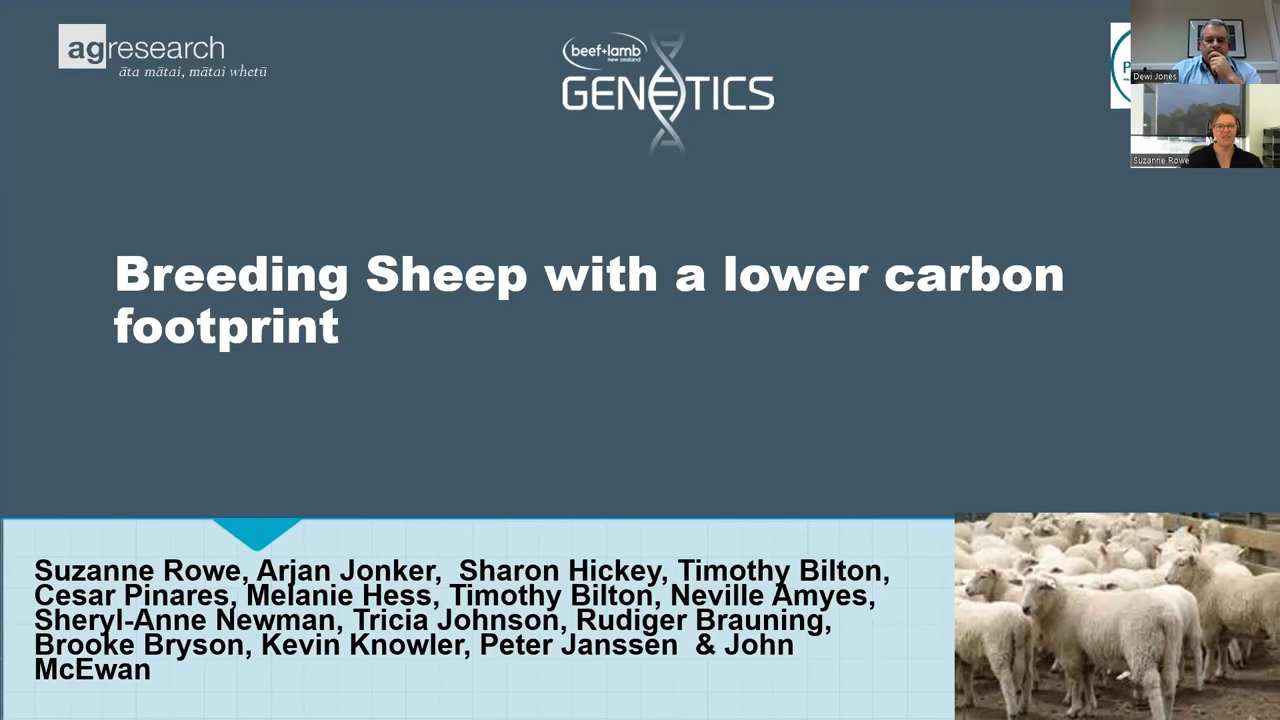 agresearch
āta mātai, mātai whetū
beef+lamb
new zealand
GENETICS
P
Dewi Jones
Suzanne Rowe
Breeding Sheep with a lower carbon
footprint
Suzanne Rowe, Arjan Jonker,  Sharon Hickey, Timothy Bilton,
Cesar Pinares, Melanie Hess, Timothy Bilton, Neville Amyes,
Sheryl-Anne Newman, Tricia Johnson, Rudiger Brauning,
Brooke Bryson, Kevin Knowler, Peter Janssen  & John
McEwan